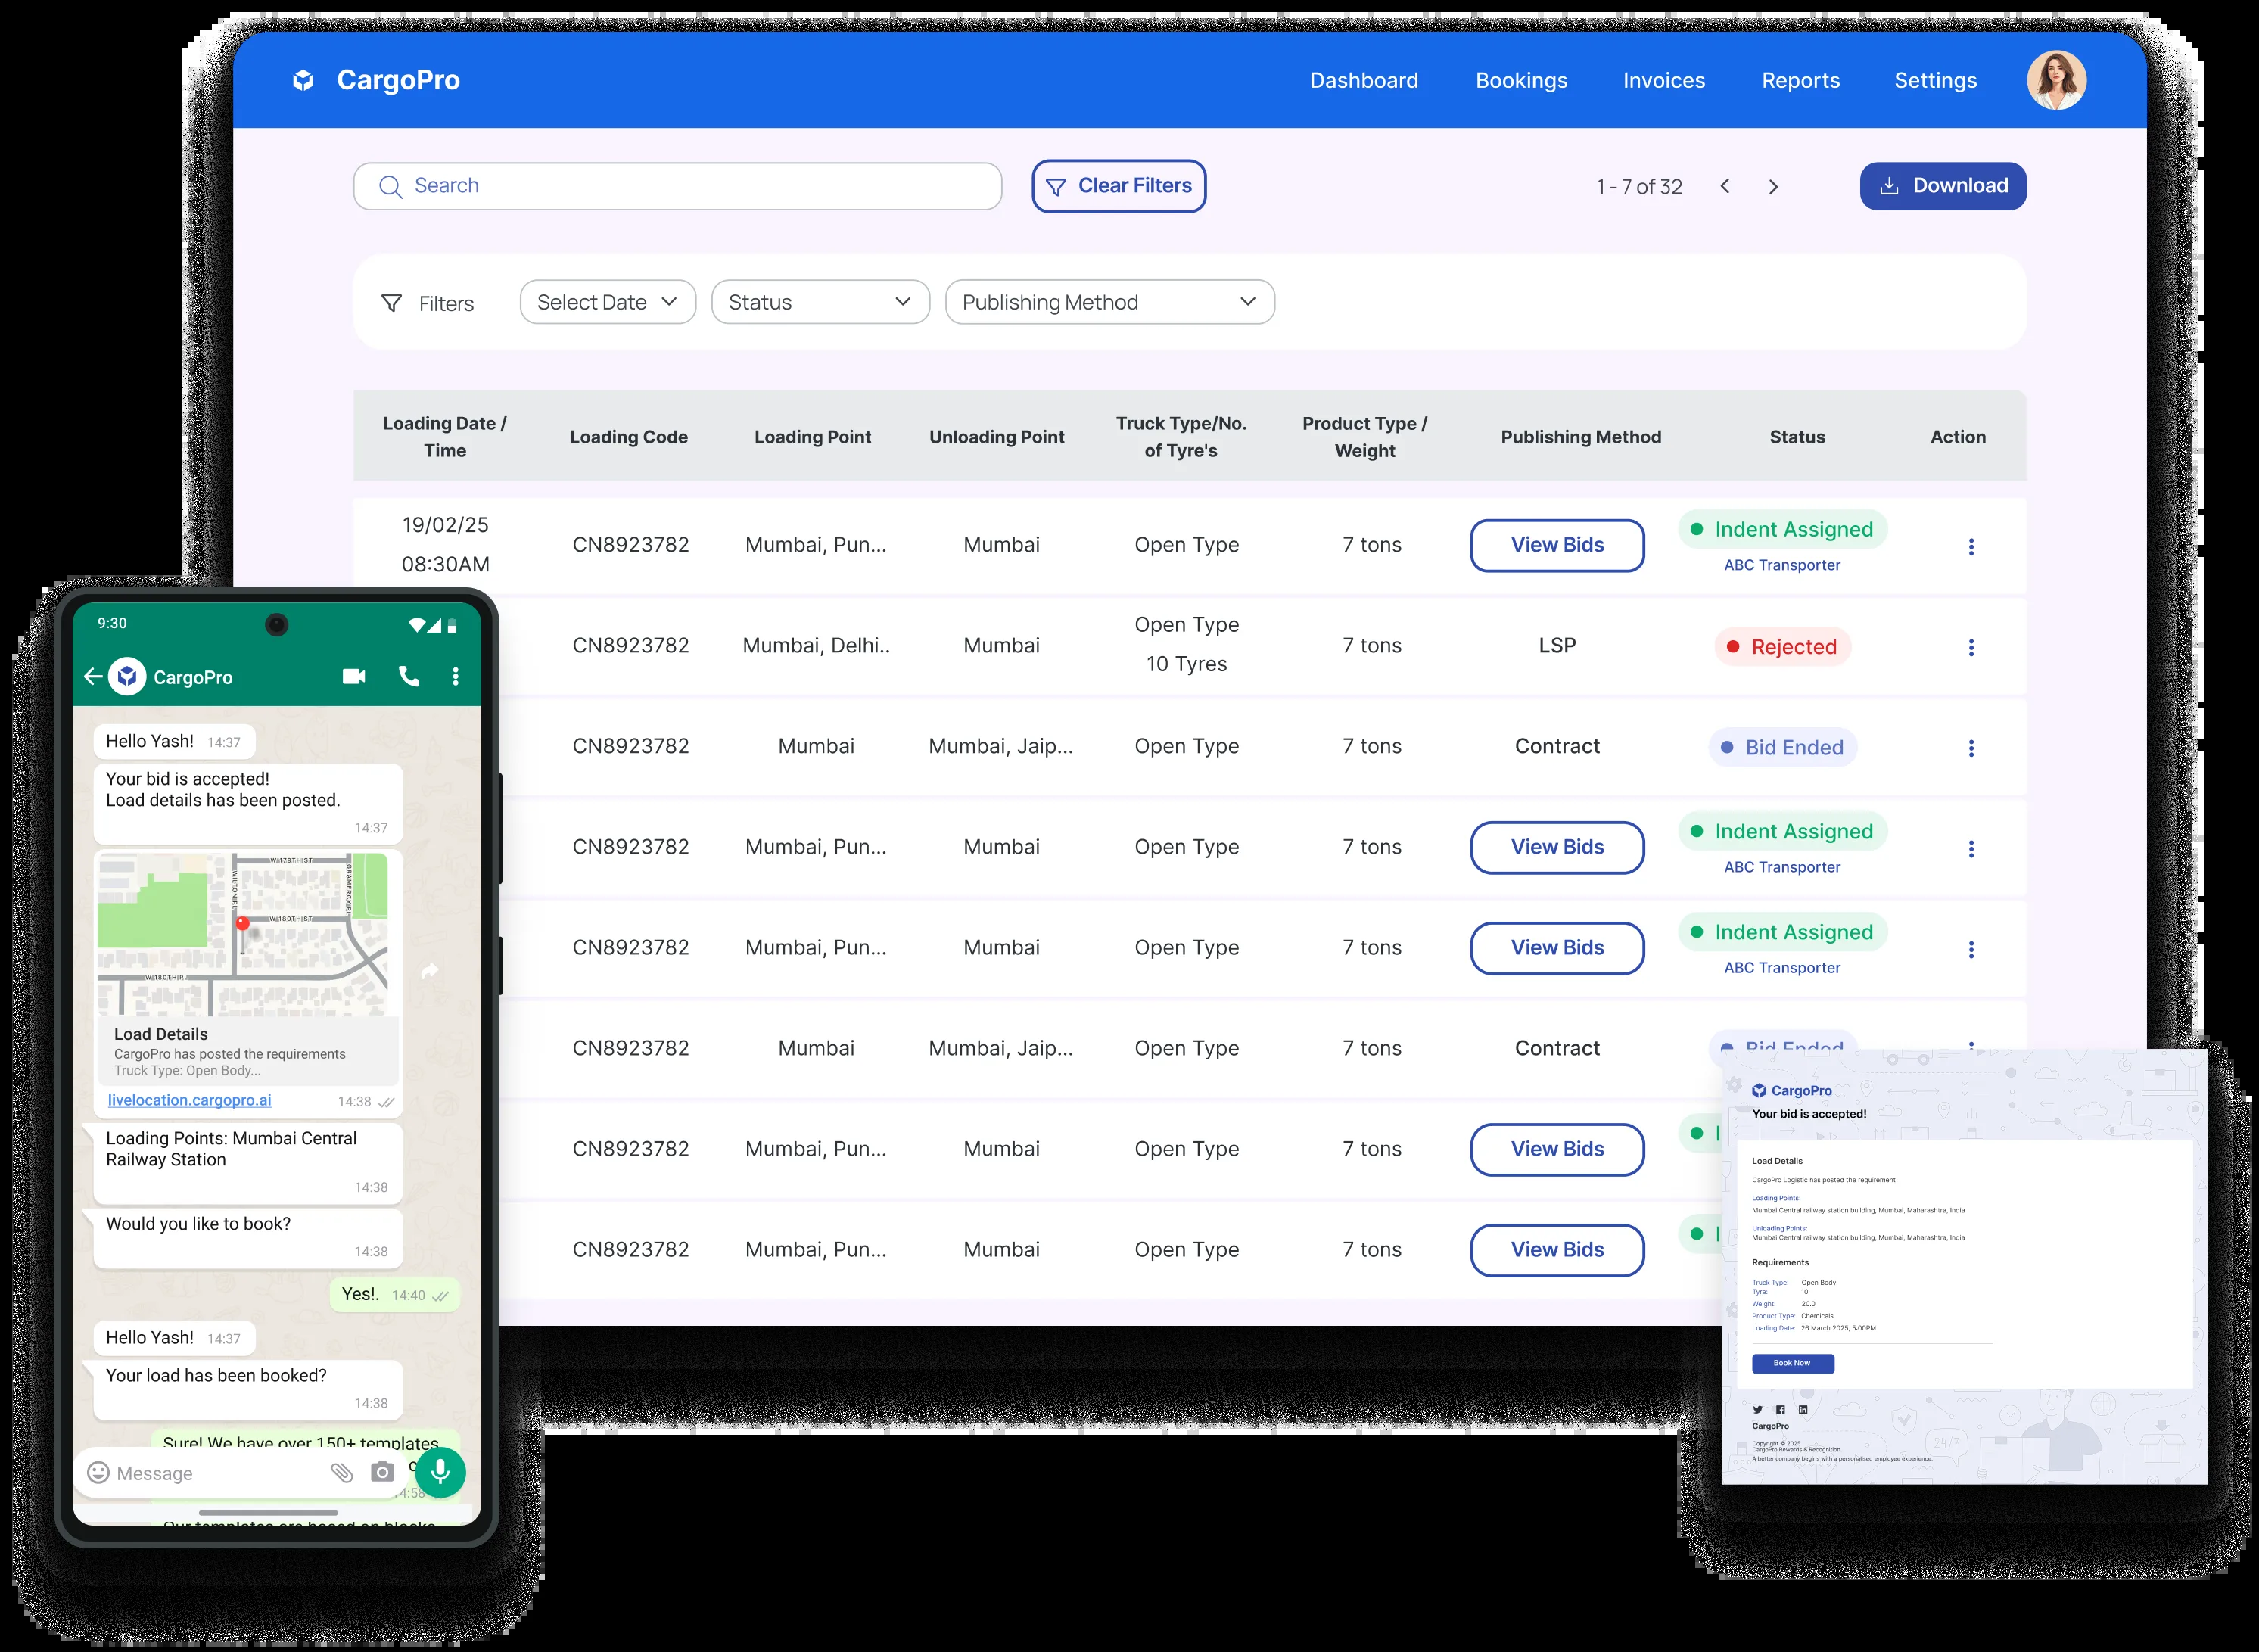 CargoPro
Dashboard
Bookings
Invoices
Reports
Settings
Search
Clear Filters
1 - 7 of 32
Download
Filters
Select Date
Status
Publishing Method
Loading Date /
Time
Loading Code
Loading Point
Unloading Point
Truck Type/No.
of Tyre's
Product Type /
Weight
Publishing Method
Status
Action
19/02/25
08:30AM
CN8923782
Mumbai, Pun...
Mumbai
Open Type
7 tons
View Bids
Indent Assigned
ABC Transporter
CN8923782
Mumbai, Delhi..
Mumbai
Open Type
10 Tyres
7 tons
LSP
Rejected
CN8923782
Mumbai
Mumbai, Jaip...
Open Type
7 tons
Contract
Bid Ended
CN8923782
Mumbai, Pun...
Mumbai
Open Type
7 tons
View Bids
Indent Assigned
ABC Transporter
CN8923782
Mumbai, Pun...
Mumbai
Open Type
7 tons
View Bids
Indent Assigned
ABC Transporter
CN8923782
Mumbai
Mumbai, Jaip...
Open Type
7 tons
Contract
Bid Ended
CN8923782
Mumbai, Pun...
Mumbai
Open Type
7 tons
View Bids
I
CN8923782
Mumbai, Pun...
Mumbai
Open Type
7 tons
View Bids
I
9:30
CargoPro
Hello Yash! 14:37
Your bid is accepted!
Load details has been posted.
14:37
W 179TH ST
WILTON PL
GRAMERCY PL
W 180TH ST
W 180TH PL
Load Details
CargoPro has posted the requirements
Truck Type: Open Body...
livelocation.cargopro.ai 14:38
Loading Points: Mumbai Central
Railway Station
14:38
Would you like to book?
14:38
Yes!. 14:40
Hello Yash! 14:37
Your load has been booked?
14:38
Sure! We have over 150+ templates
Message
CargoPro
Your bid is accepted!
Load Details
CargoPro Logistic has posted the requirement
Loading Points:
Mumbai Central railway station building, Mumbai, Maharashtra, India
Unloading Points:
Mumbai Central railway station building, Mumbai, Maharashtra, India
Requirements
Truck Type: Open Body
Tyre: 10
Weight: 20.0
Product Type: Chemicals
Loading Date: 26 March 2025, 5:00PM
Book Now
24/7
CargoPro
Copyright © 2025
CargoPro Rewards & Recognition.
A better company begins with a personalised employee experience.